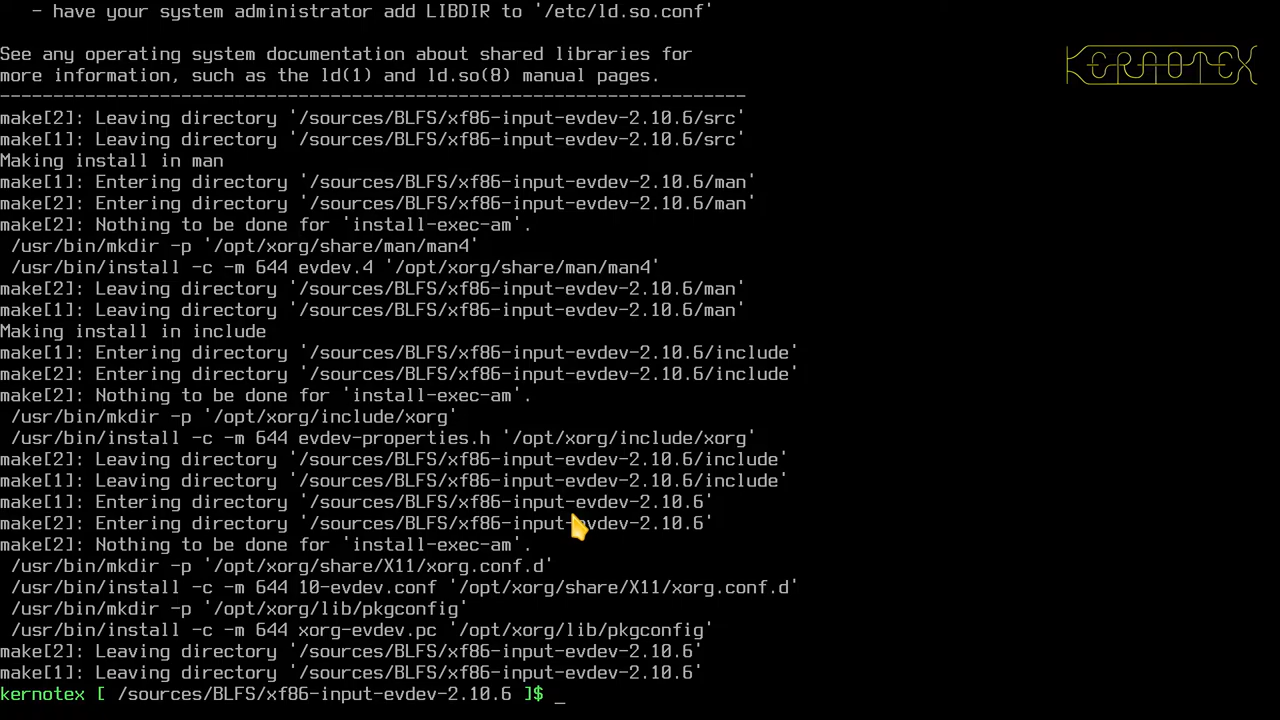 - have your system administrator add LIBDIR to '/etc/ld.so.conf'
KERNOTEX
See any operating system documentation about shared libraries for
more information, such as the ld(1) and ld.so(8) manual pages.
----------------------------------------------------------------------
make[2]: Leaving directory '/sources/BLFS/xf86-input-evdev-2.10.6/src'
make[1]: Leaving directory '/sources/BLFS/xf86-input-evdev-2.10.6/src'
Making install in man
make[1]: Entering directory '/sources/BLFS/xf86-input-evdev-2.10.6/man'
make[2]: Entering directory '/sources/BLFS/xf86-input-evdev-2.10.6/man'
make[2]: Nothing to be done for 'install-exec-am'.
 /usr/bin/mkdir -p '/opt/xorg/share/man/man4'
 /usr/bin/install -c -m 644 evdev.4 '/opt/xorg/share/man/man4'
make[2]: Leaving directory '/sources/BLFS/xf86-input-evdev-2.10.6/man'
make[1]: Leaving directory '/sources/BLFS/xf86-input-evdev-2.10.6/man'
Making install in include
make[1]: Entering directory '/sources/BLFS/xf86-input-evdev-2.10.6/include'
make[2]: Entering directory '/sources/BLFS/xf86-input-evdev-2.10.6/include'
make[2]: Nothing to be done for 'install-exec-am'.
 /usr/bin/mkdir -p '/opt/xorg/include/xorg'
 /usr/bin/install -c -m 644 evdev-properties.h '/opt/xorg/include/xorg'
make[2]: Leaving directory '/sources/BLFS/xf86-input-evdev-2.10.6/include'
make[1]: Leaving directory '/sources/BLFS/xf86-input-evdev-2.10.6/include'
make[1]: Entering directory '/sources/BLFS/xf86-input-evdev-2.10.6'
make[2]: Entering directory '/sources/BLFS/xf86-input-evdev-2.10.6'
make[2]: Nothing to be done for 'install-exec-am'.
 /usr/bin/mkdir -p '/opt/xorg/share/X11/xorg.conf.d'
 /usr/bin/install -c -m 644 10-evdev.conf '/opt/xorg/share/X11/xorg.conf.d'
 /usr/bin/mkdir -p '/opt/xorg/lib/pkgconfig'
 /usr/bin/install -c -m 644 xorg-evdev.pc '/opt/xorg/lib/pkgconfig'
make[2]: Leaving directory '/sources/BLFS/xf86-input-evdev-2.10.6'
make[1]: Leaving directory '/sources/BLFS/xf86-input-evdev-2.10.6'
kernotex [ /sources/BLFS/xf86-input-evdev-2.10.6 ]$ _